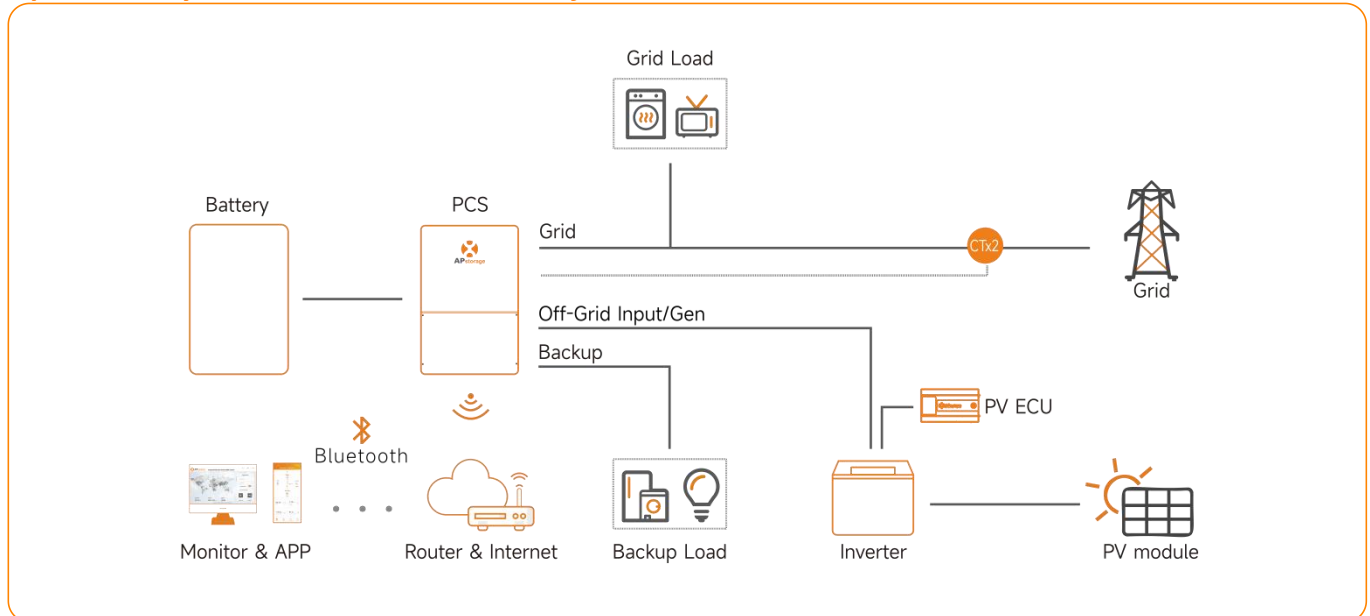 Grid Load
Battery
PCS
APstorage
Grid
CTx2
Grid
Off-Grid Input/Gen
Backup
PV ECU
Bluetooth
Monitor & APP
Router & Internet
Backup Load
Inverter
PV module